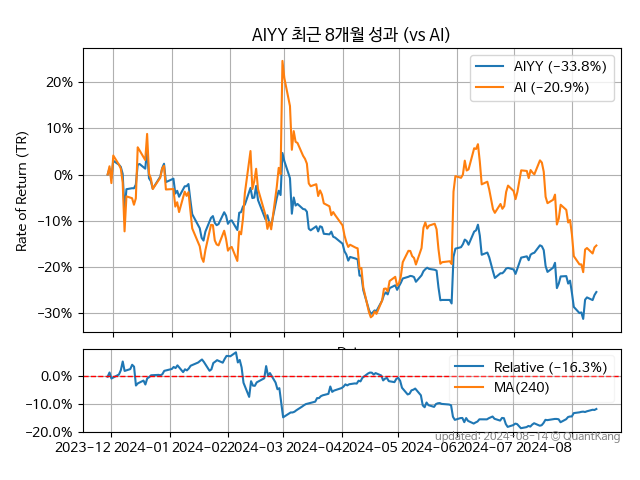 AIYY 최근 8개월 성과 (vs AI)
AIYY (−33.8%)
AI (−20.9%)
Rate of Return (TR)
20%
10%
0%
−10%
−20%
−30%
Relative (−16.3%)
MA(240)
0.0%
−10.0%
−20.0%
updated: 2024-08-14 © QuantKang
2023−12 2024−01 2024−02 2024−03 2024−04 2024−05 2024−06 2024−07 2024−08